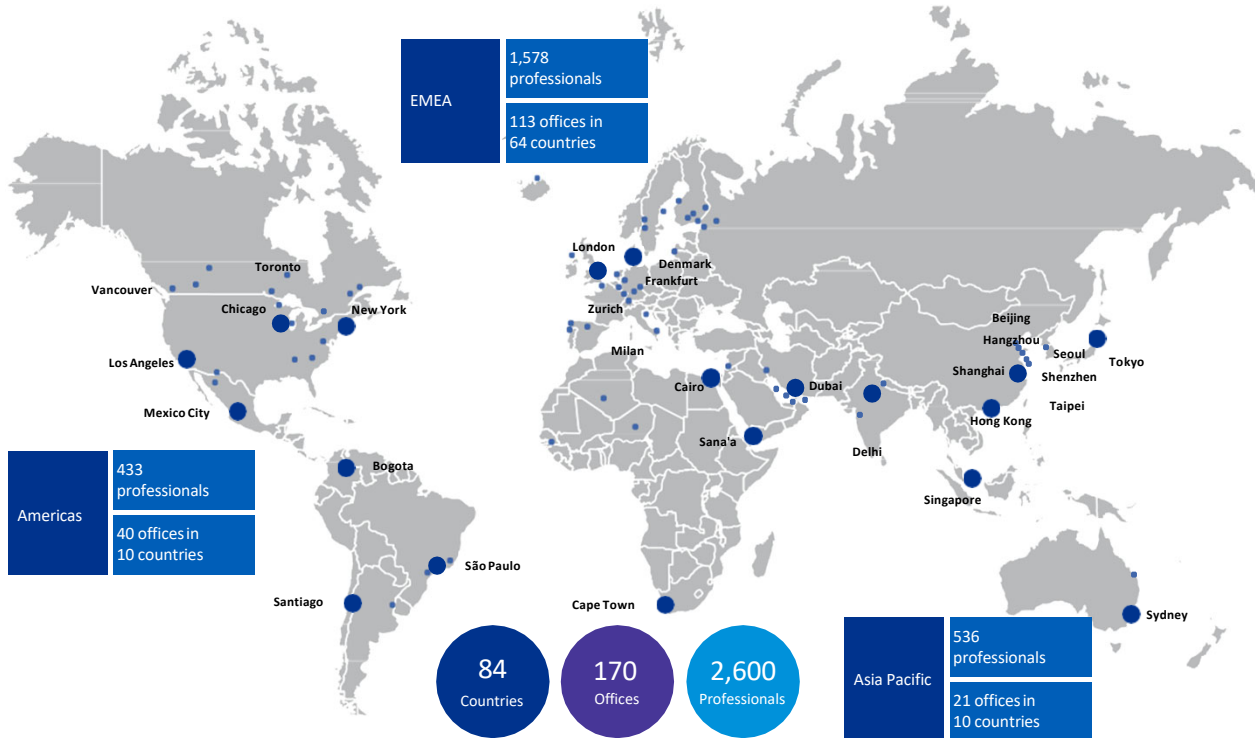 EMEA
1,578
professionals
113 offices in
64 countries
London
Denmark
Frankfurt
Zurich
Milan
Toronto
Vancouver
Chicago
New York
Los Angeles
Mexico City
Beijing
Hangzhou
Seoul
Tokyo
Shanghai
Shenzhen
Taipei
Hong Kong
Cairo
Dubai
Sana'a
Delhi
Singapore
Bogota
Americas
433
professionals
40 offices in
10 countries
São Paulo
Santiago
Cape Town
Sydney
84
Countries
170
Offices
2,600
Professionals
Asia Pacific
536
professionals
21 offices in
10 countries